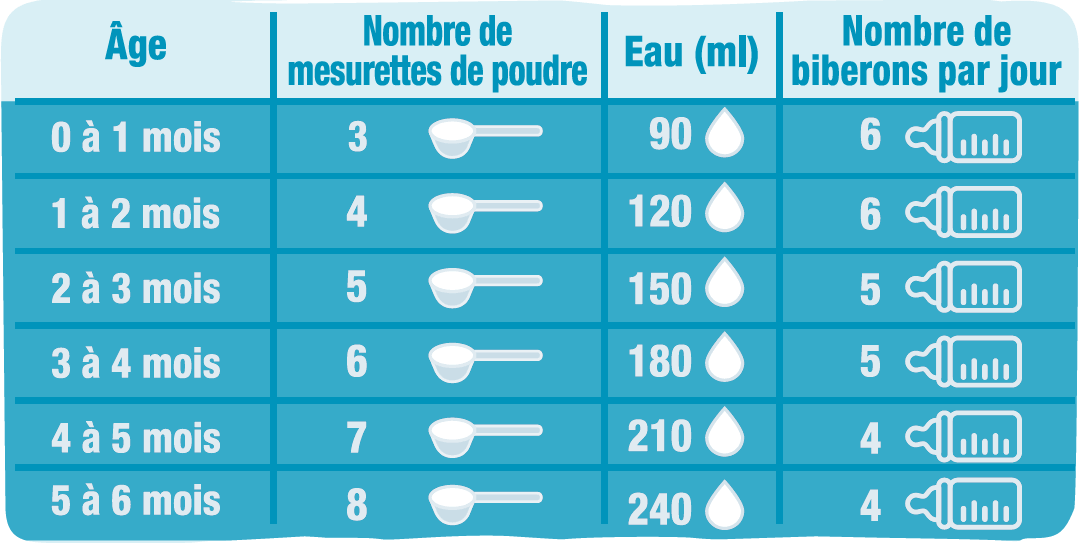 Âge
Nombre de
mesurettes de poudre
Eau (ml)
Nombre de
biberons par jour
0 à 1 mois 3 90 6
1 à 2 mois 4 120 6
2 à 3 mois 5 150 5
3 à 4 mois 6 180 5
4 à 5 mois 7 210 4
5 à 6 mois 8 240 4